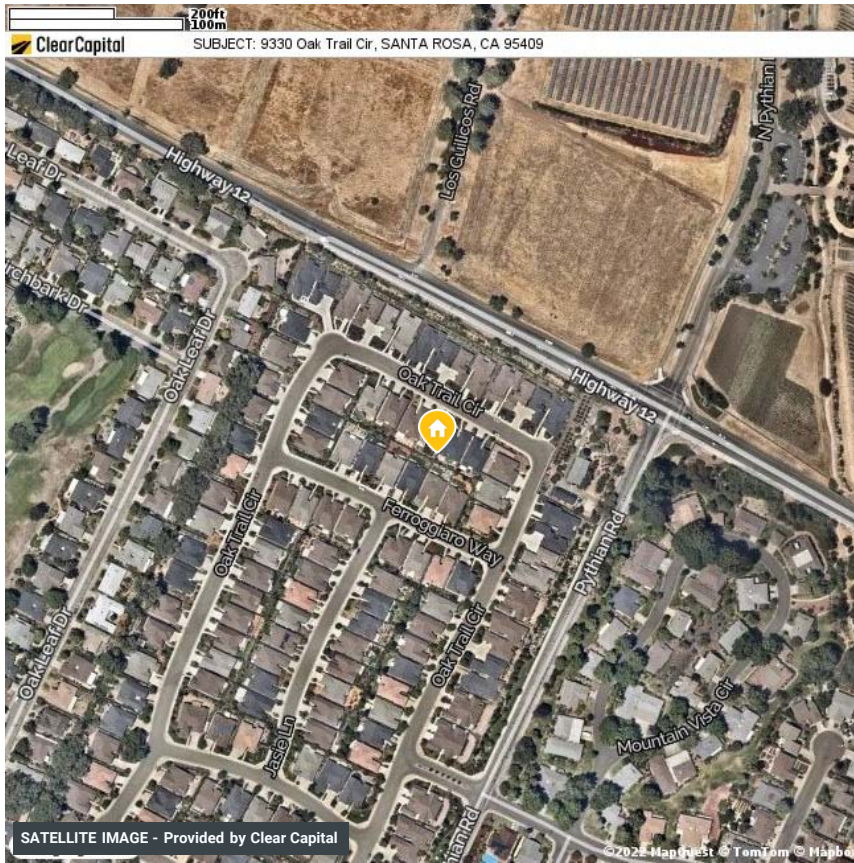 200ft
100m
ClearCapital
SUBJECT: 9330 Oak Trail Cir, SANTA ROSA, CA 95409
N Pythian
Los Guilicos Rd
Leaf Dr
Highway 12
Oak Leaf Dr
Oak Trail Cir
Highway 12
Ferroggiaro Way
Oak Trail Cir
Pythian Rd
Oak Leaf Dr
Oak Trail Cir
Mountain Vista Cir
Jasie Ln
SATELLITE IMAGE - Provided by Clear Capital
©2022 MapQuest © TomTom © Mapbo